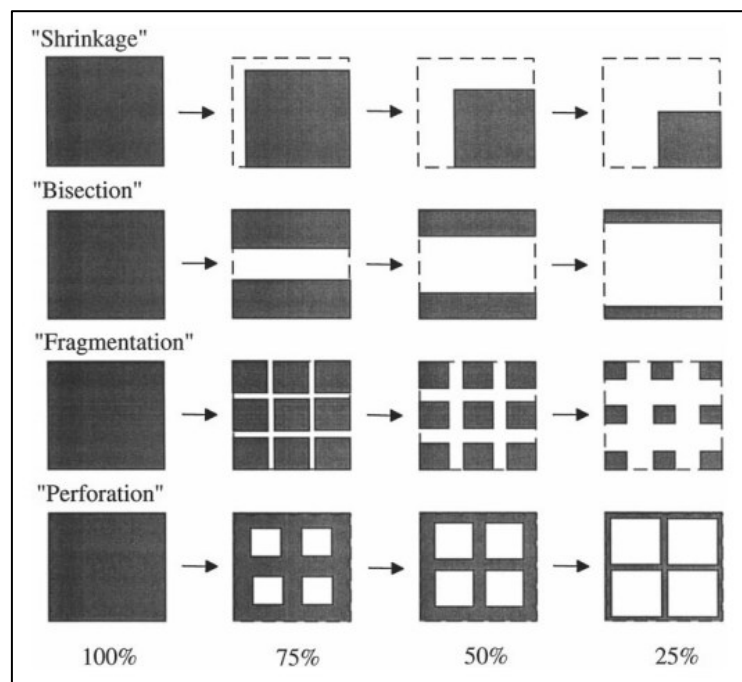 "Shrinkage"
"Bisection"
"Fragmentation"
"Perforation"
100% 75% 50% 25%